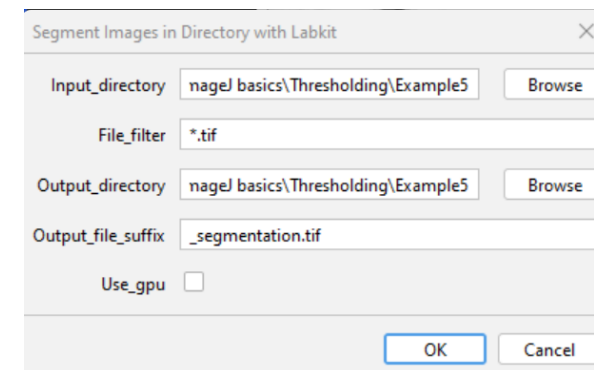 Segment Images in Directory with Labkit
Input_directory nageJ basics\Thresholding\Example5 Browse
File_filter *.tif
Output_directory nageJ basics\Thresholding\Example5 Browse
Output_file_suffix _segmentation.tif
Use_gpu
OK Cancel